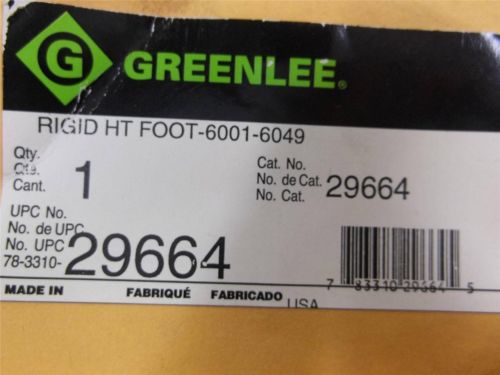 G GREENLEE®
RIGID HT FOOT-6001-6049
Qty.
Qte.
Cant.
1
Cat. No.
No. de Cat.
No. Cat.
29664
UPC No.
No. de UPC
No. UPC
78-3310-
29664
7 83310 29664 5
MADE IN FABRIQUÉ FABRICADO
USA